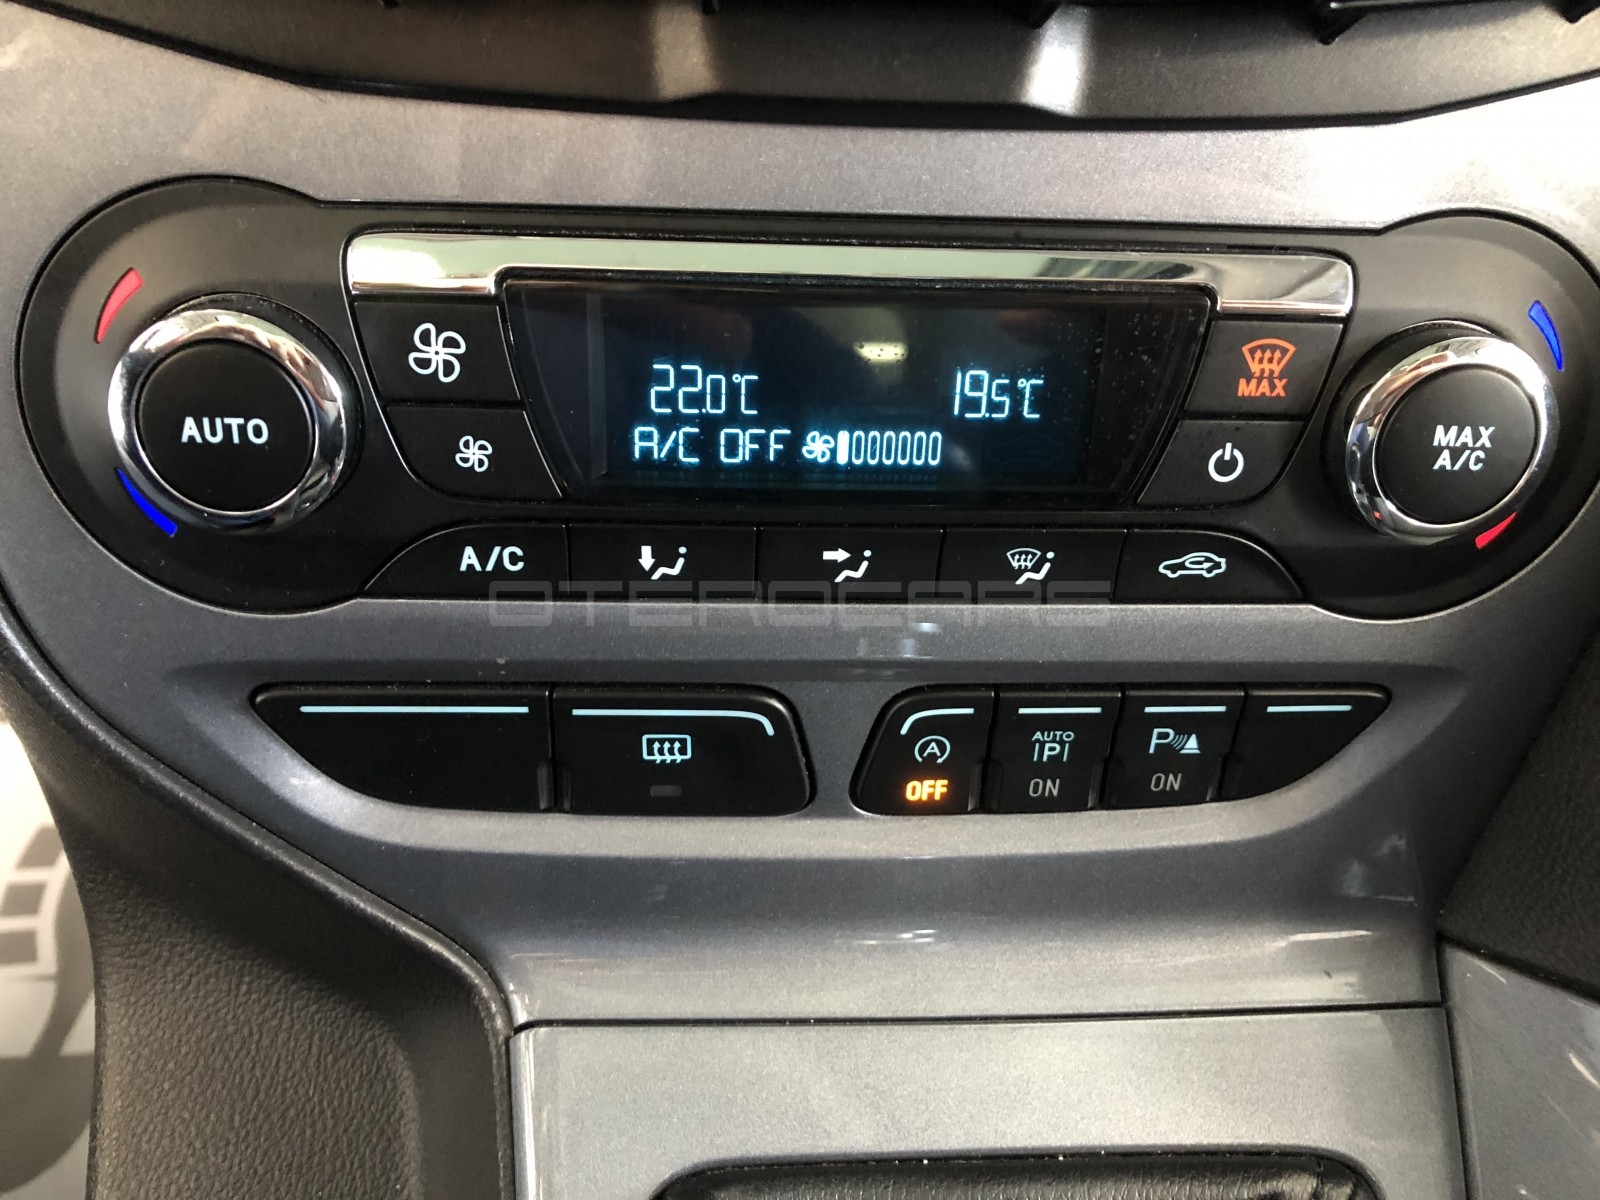 AUTO
22.0°C 19.5°C
A/C OFF
MAX
MAX
A/C
A/C
OTEROCARS
A
OFF
AUTO
P
ON
P
ON